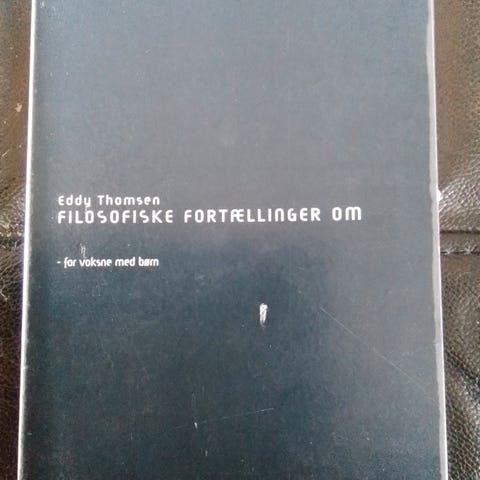 Eddy Thomsen
FILOSOFISKE FORTÆLLINGER OM
- for voksne med børn